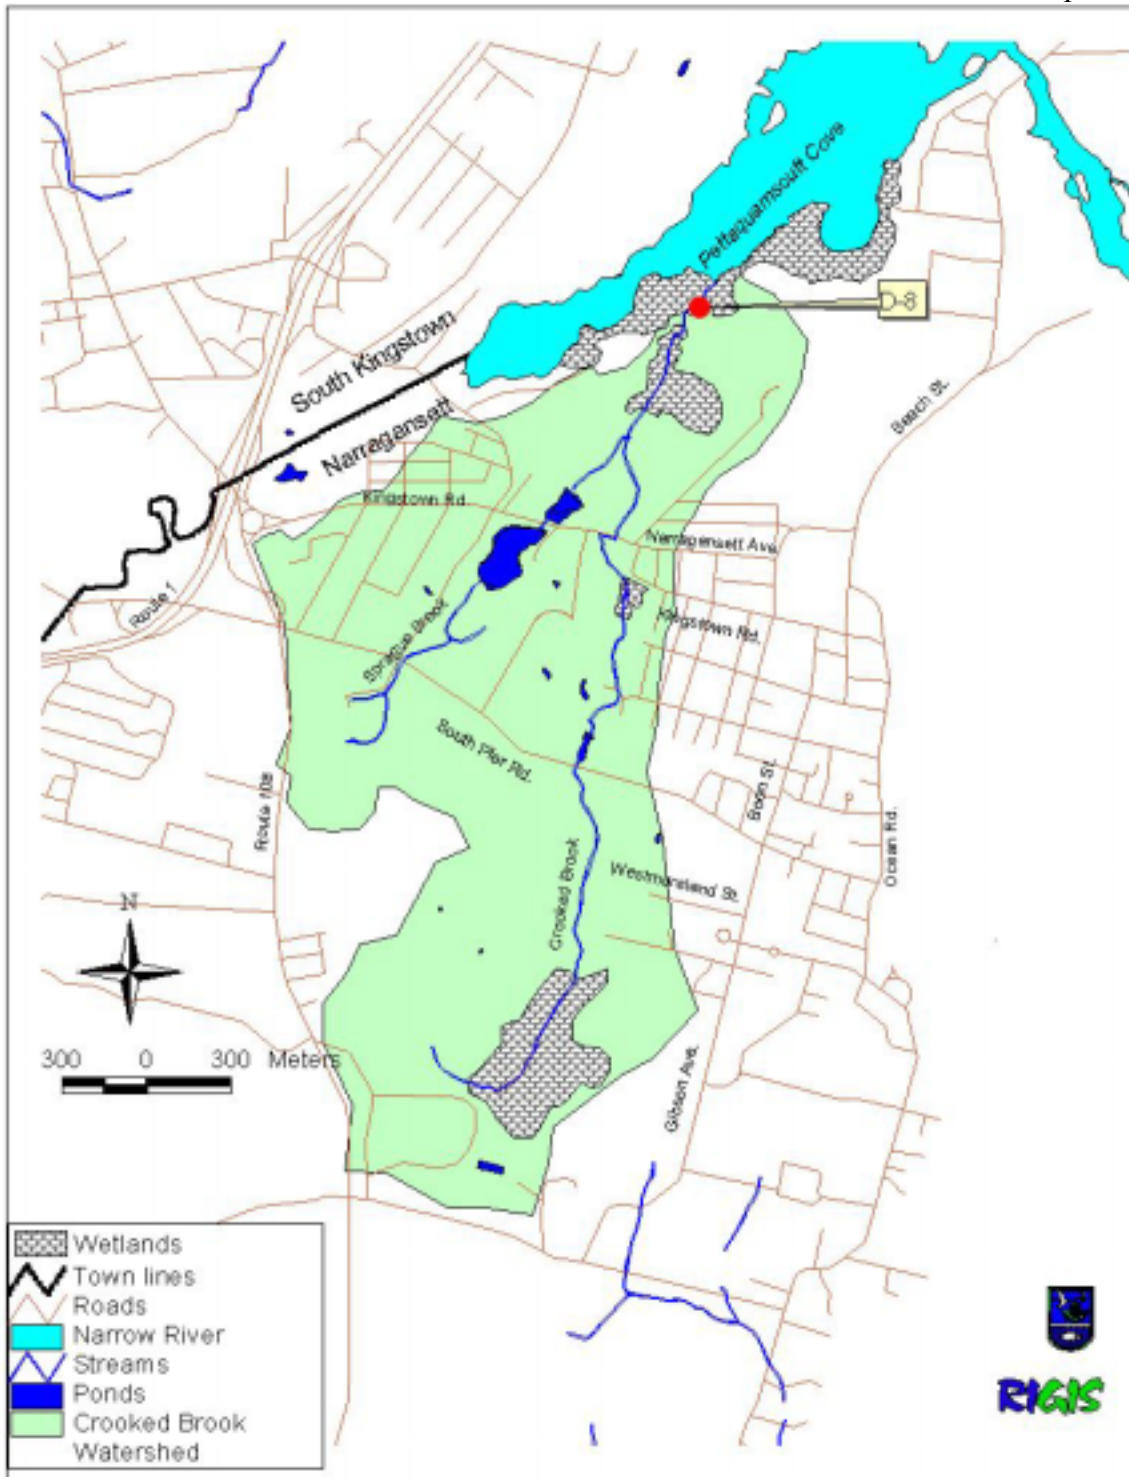 Pettaquamscutt Cove
South Kingstown
Narragansett
Beach St.
Kingstown Rd.
Narragansett Ave.
Route 1
Kingstown Rd.
Sprague Brook
South Pier Rd.
Boon St.
Route 108
Ocean Rd.
Crooked Brook
Westmoreland St.
N
300 0 300 Meters
Gibson Ave.
Wetlands
Town lines
Roads
Narrow River
Streams
Ponds
Crooked Brook
Watershed
RIGIS